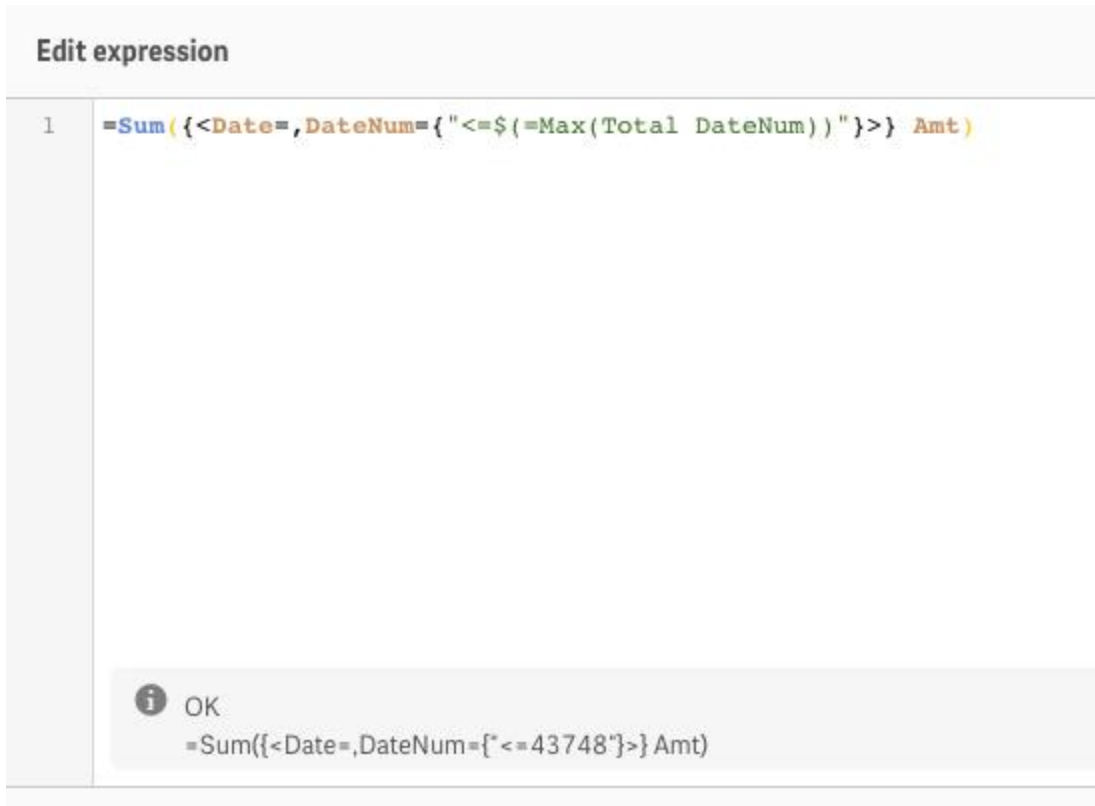 Edit expression
1 =Sum({<Date=,DateNum={"<=$(=Max(Total DateNum))"}>} Amt)
OK
=Sum({<Date=,DateNum={"<=43748"}>} Amt)